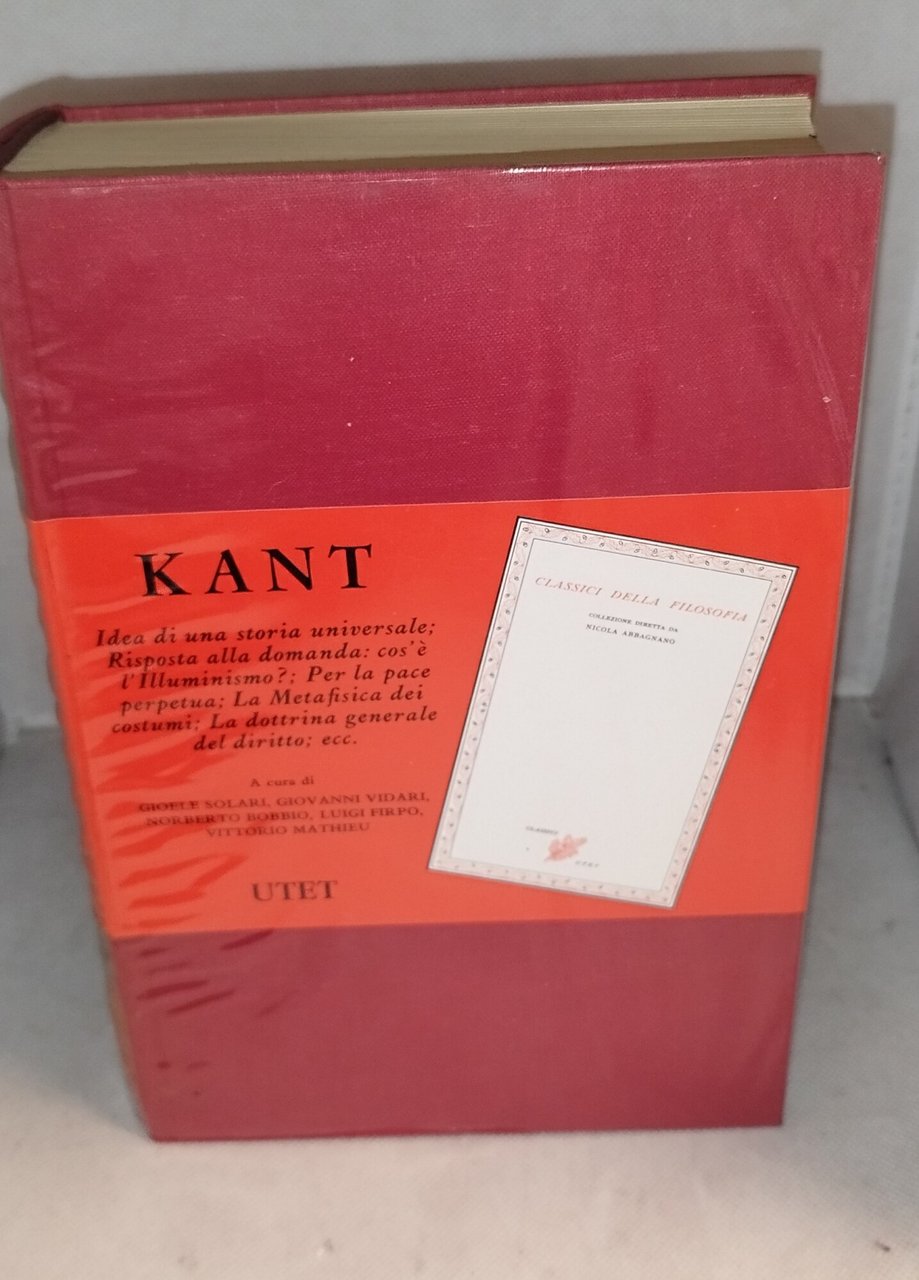 KANT
Idea di una storia universale;
Risposta alla domanda: cos'è
l'Illuminismo?; Per la pace
perpetua; La Metafisica dei
costumi; La dottrina generale
del diritto; ecc.
A cura di
GIOELE SOLARI, GIOVANNI VIDARI,
NORBERTO BOBBIO, LUIGI FIRPO,
VITTORIO MATHIEU
UTET
CLASSICI DELLA FILOSOFIA
COLLEZIONE DIRETTA DA
NICOLA ABBAGNANO
CLASSICI
UTET